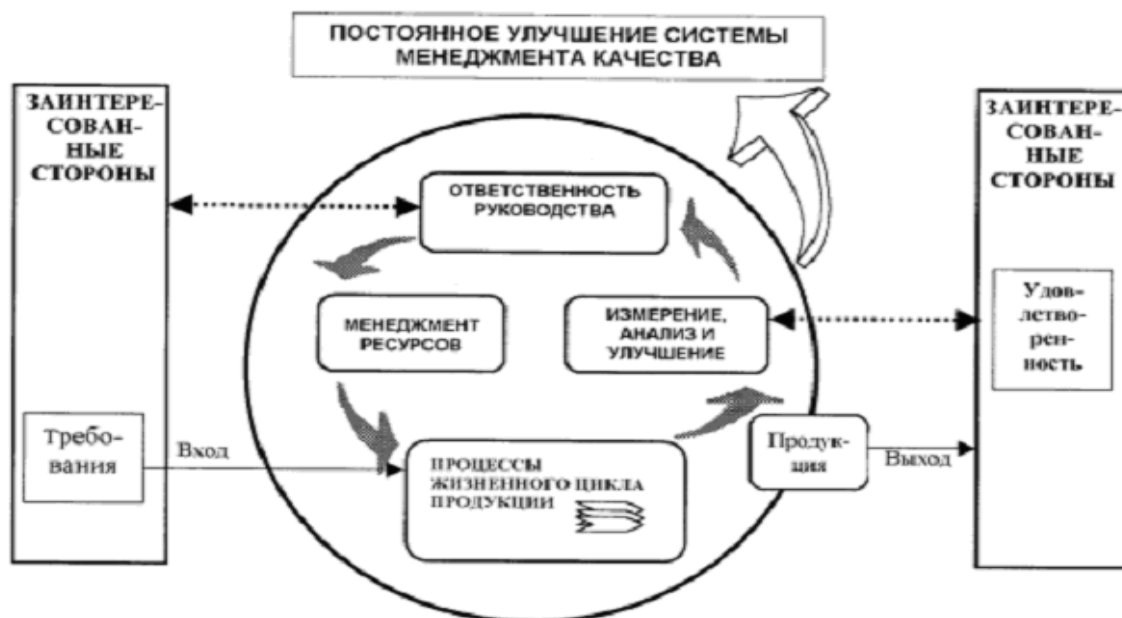 ПОСТОЯННОЕ УЛУЧШЕНИЕ СИСТЕМЫ
МЕНЕДЖМЕНТА КАЧЕСТВА
ЗАИНТЕРЕ-
СОВАН-
НЫЕ
СТОРОНЫ
Требо-
вания
Вход
ОТВЕТСТВЕННОСТЬ
РУКОВОДСТВА
МЕНЕДЖМЕНТ
РЕСУРСОВ
ИЗМЕРЕНИЕ,
АНАЛИЗ И
УЛУЧШЕНИЕ
ПРОЦЕССЫ
ЖИЗНЕННОГО ЦИКЛА
ПРОДУКЦИИ
Продук-
ция
Выход
ЗАИНТЕРЕ-
СОВАН-
НЫЕ
СТОРОНЫ
Удов-
летво-
рен-
ность